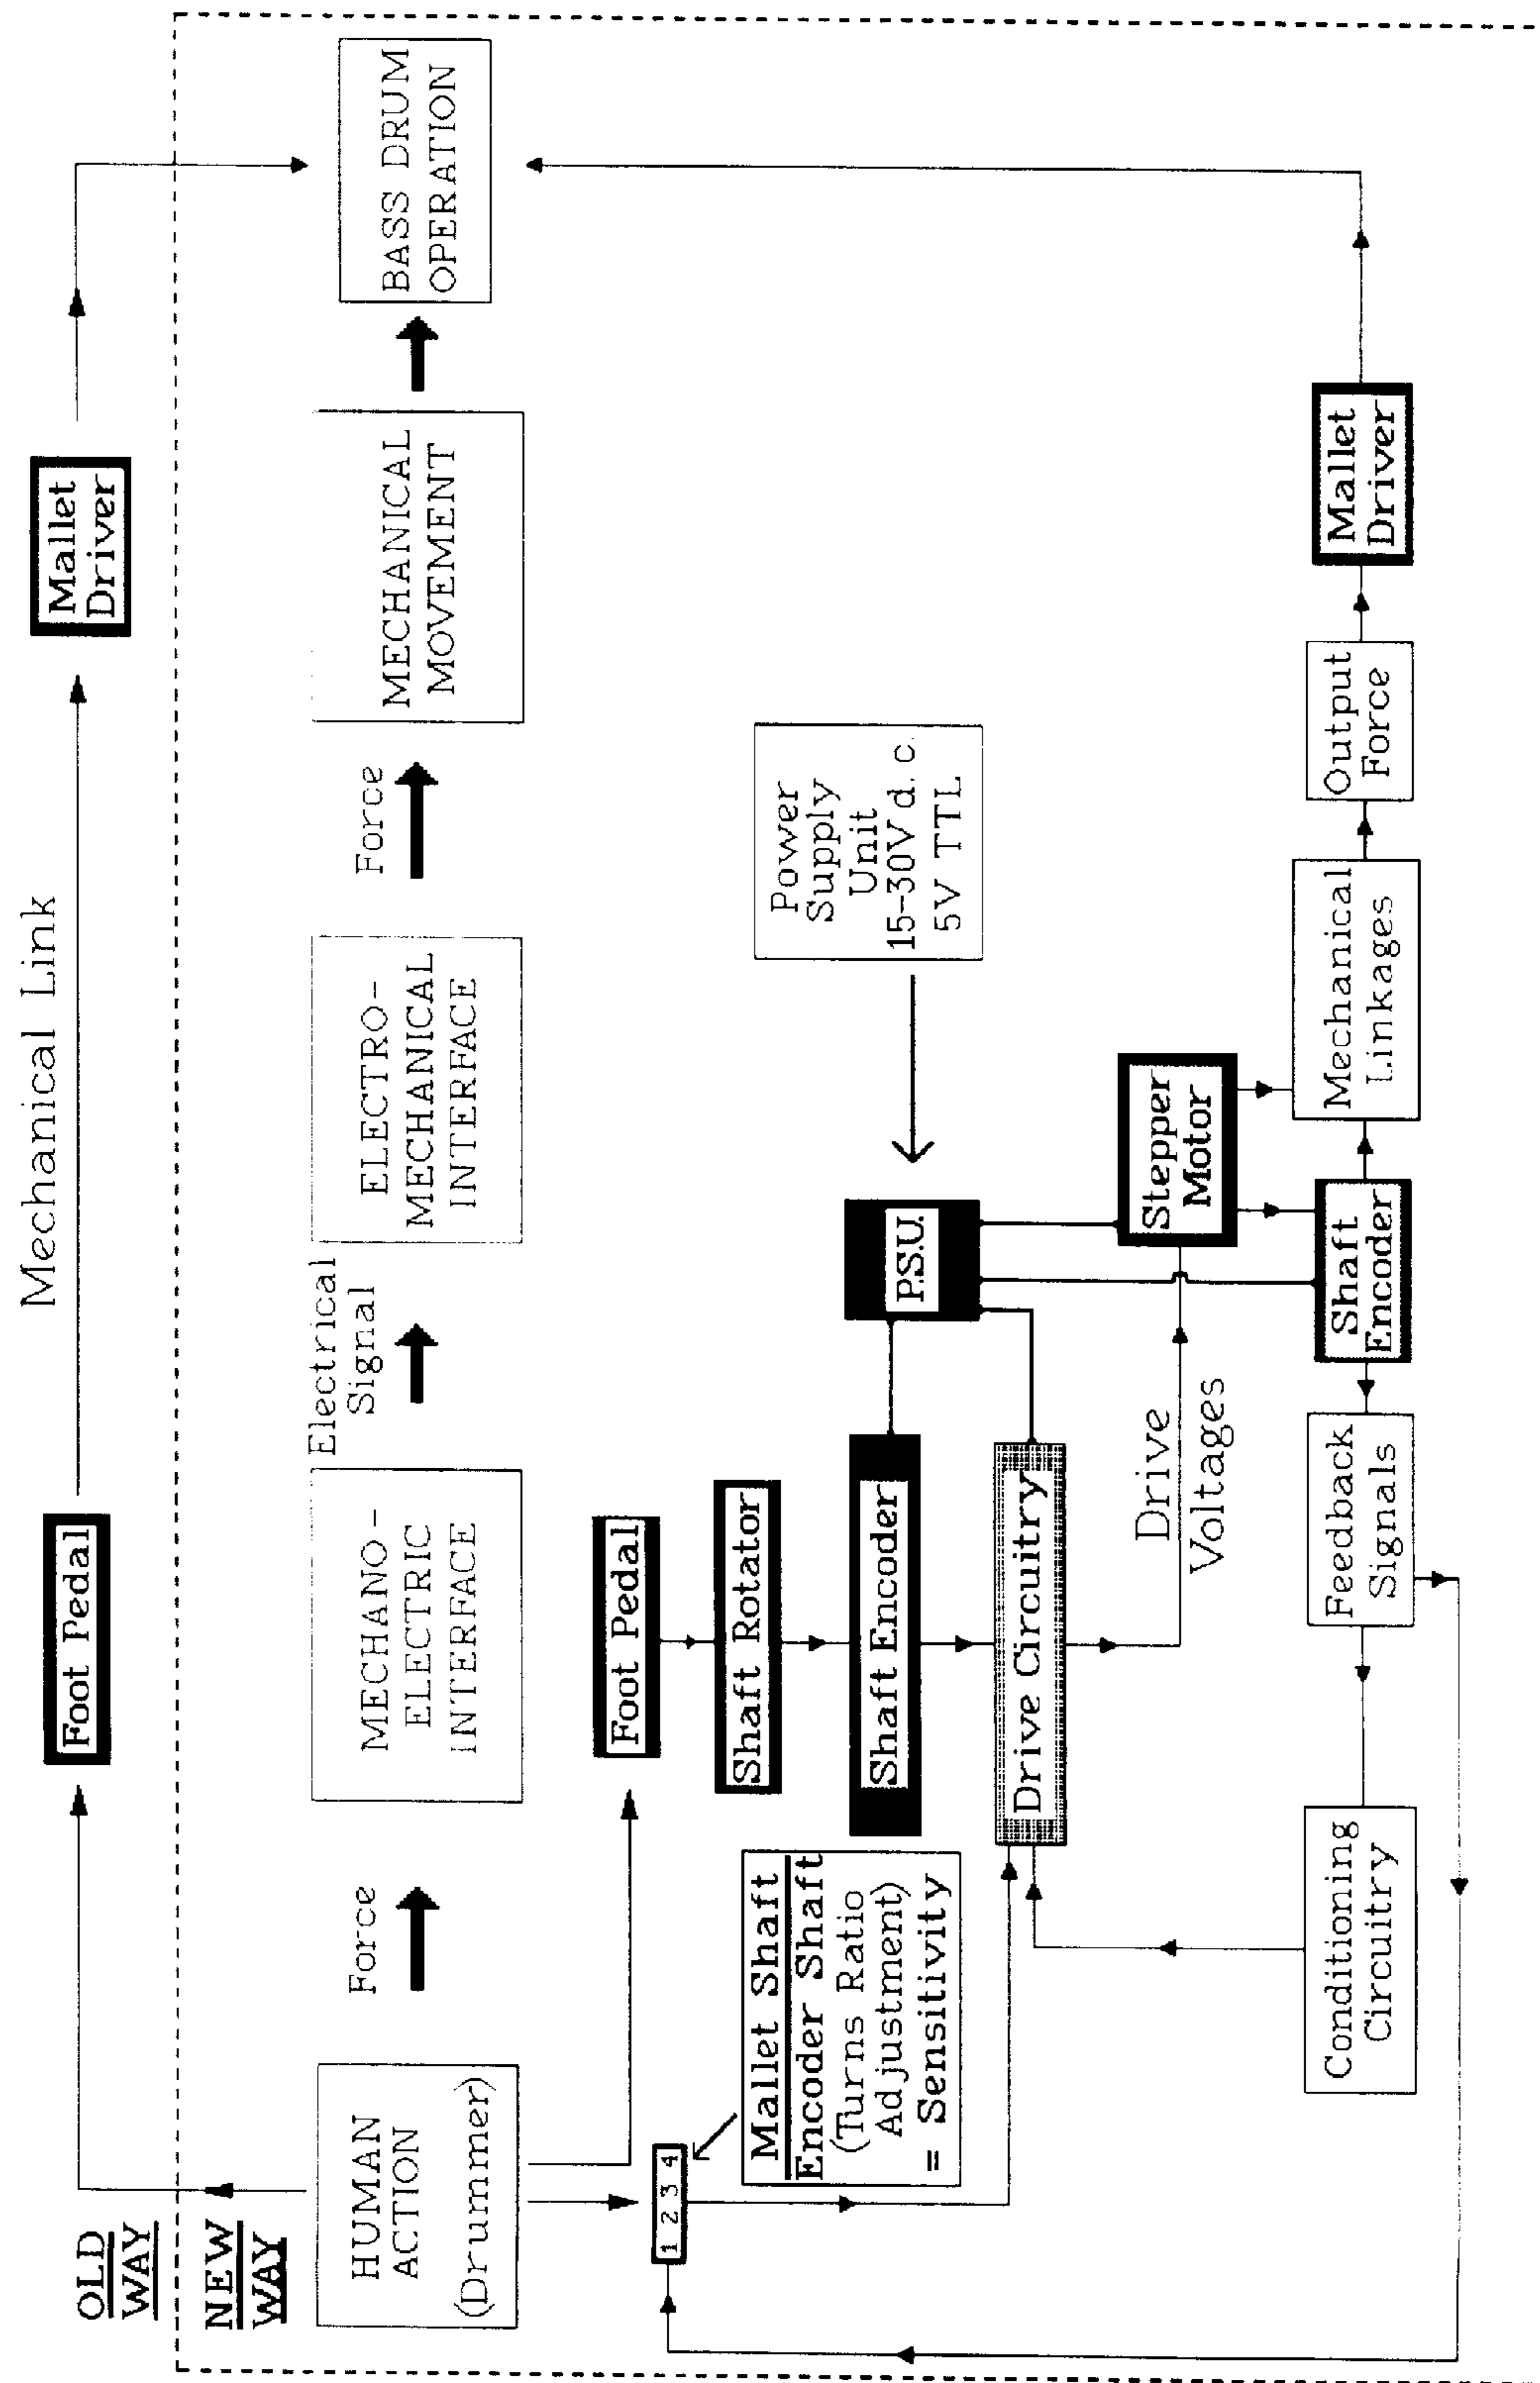 Mechanical Link
Foot Pedal
Mallet
Driver
OLD
WAY
NEW
WAY
HUMAN
ACTION
(Drummer)
Force
MECHANO-
ELECTRIC
INTERFACE
Electrical
Signal
ELECTRO-
MECHANICAL
INTERFACE
Force
MECHANICAL
MOVEMENT
BASS DRUM
OPERATION
1 2 3 4
Foot Pedal
Shaft Rotator
Mallet Shaft
Encoder Shaft
(Turns Ratio
Adjustment)
= Sensitivity
Shaft Encoder
P.S.U.
Power
Supply
Unit
15-30V d.c.
5V TTL
Drive Circuitry
Drive
Voltages
Stepper
Motor
Conditioning
Circuitry
Feedback
Signals
Shaft
Encoder
Mechanical
Linkages
Output
Force
Mallet
Driver